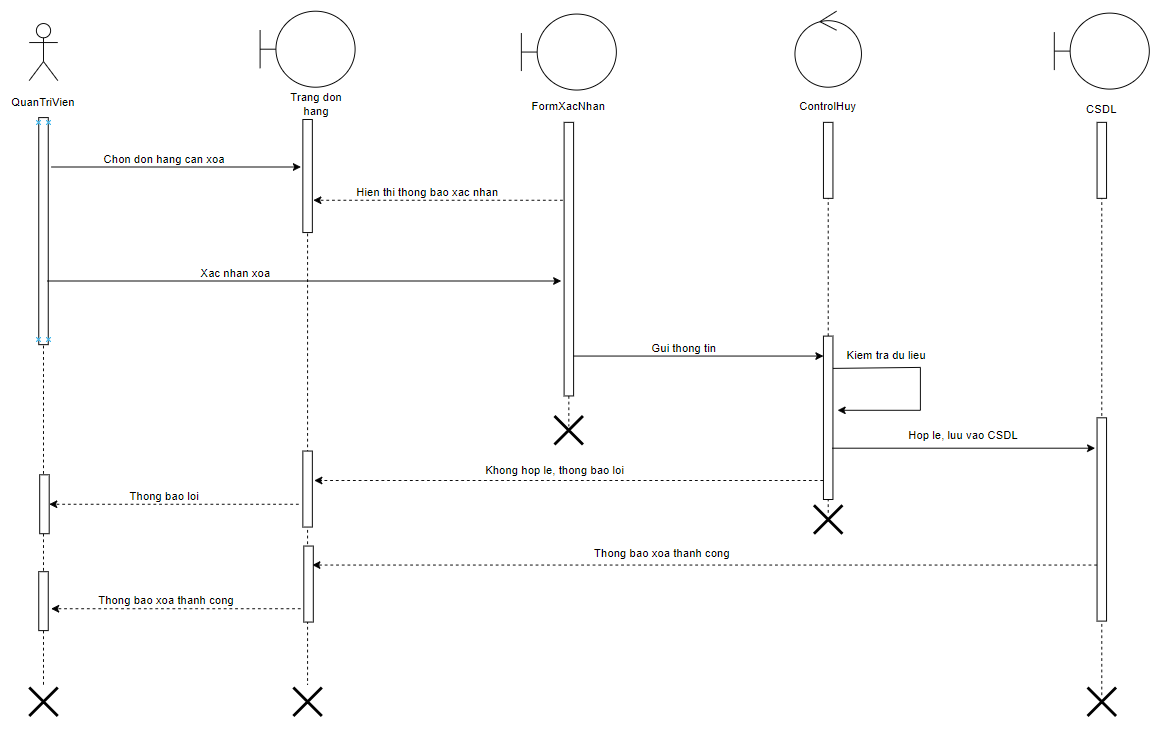 QuanTriVien
Trang don
hang
FormXacNhan
ControlHuy
CSDL
Chon don hang can xoa
Hien thi thong bao xac nhan
Xac nhan xoa
Gui thong tin
Kiem tra du lieu
Hop le, luu vao CSDL
Khong hop le, thong bao loi
Thong bao loi
Thong bao xoa thanh cong
Thong bao xoa thanh cong